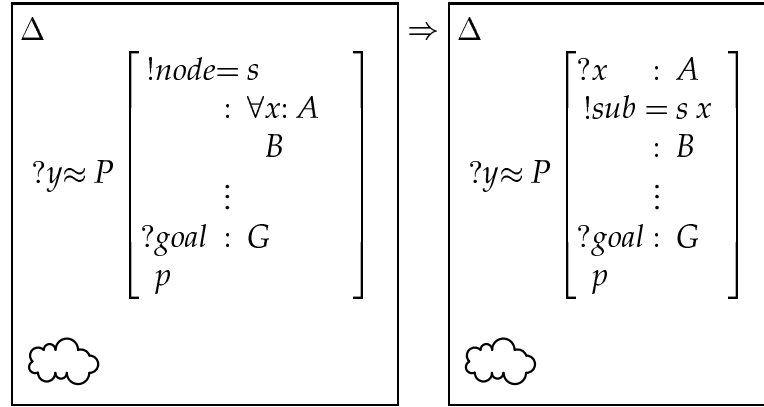 Δ ⇒ Δ
!node= s
: ∀x: A
B
?y≈ P
⋮
?goal : G
p
?x : A
!sub = s x
: B
?y≈ P
⋮
?goal : G
p